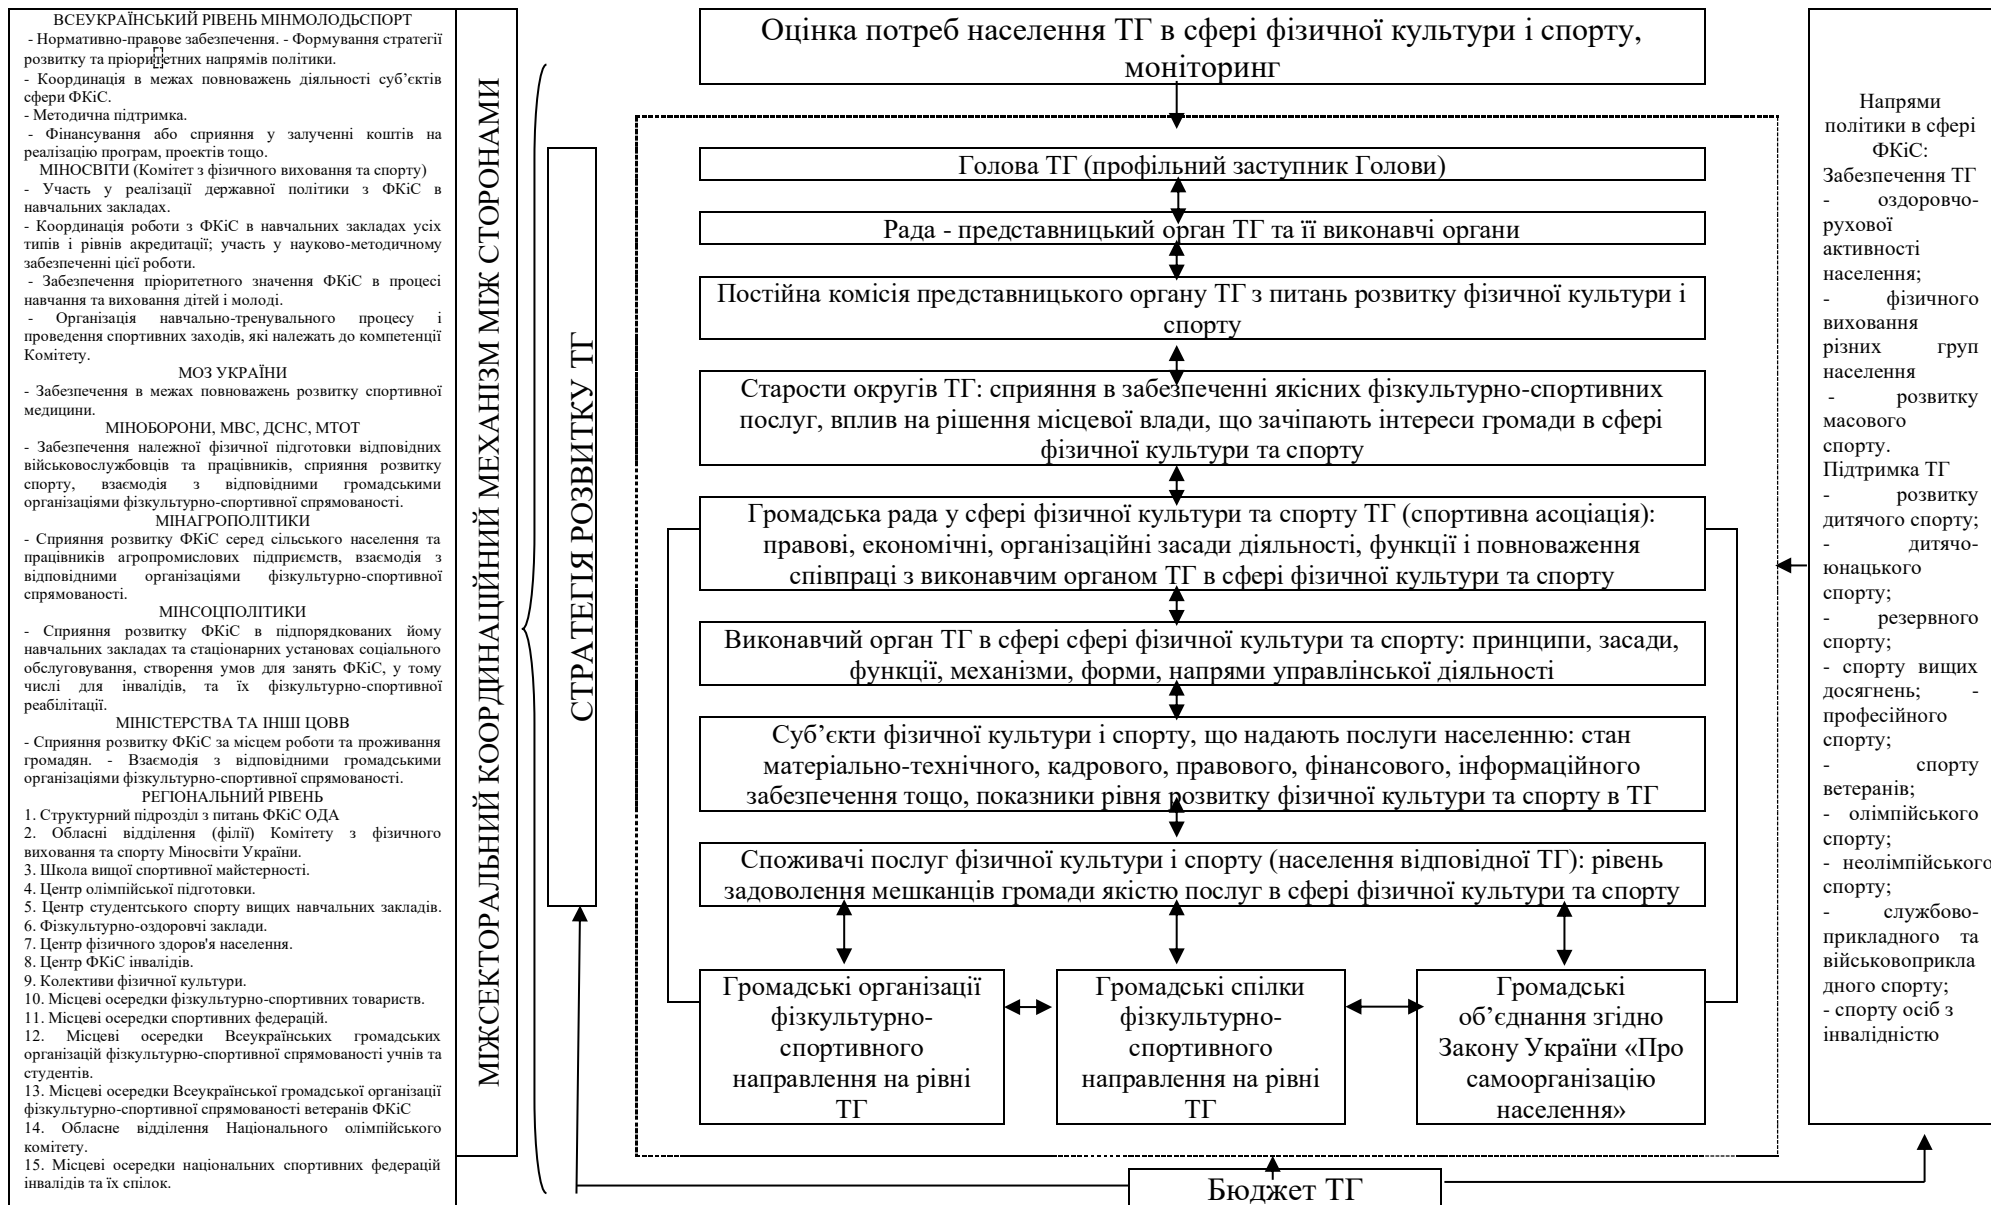 ВСЕУКРАЇНСЬКИЙ РІВЕНЬ МІНМОЛОДЬСПОРТ
- Нормативно-правове забезпечення. - Формування стратегії
розвитку та пріоритетних напрямів політики.
- Координація в межах повноважень діяльності суб’єктів
сфери ФКіС.
- Методична підтримка.
- Фінансування або сприяння у залученні коштів на
реалізацію програм, проектів тощо.
МІНОСВІТИ (Комітет з фізичного виховання та спорту)
- Участь у реалізації державної політики з ФКіС в
навчальних закладах.
- Координація роботи з ФКіС в навчальних закладах усіх
типів і рівнів акредитації; участь у науково-методичному
забезпеченні цієї роботи.
- Забезпечення пріоритетного значення ФКіС в процесі
навчання та виховання дітей і молоді.
- Організація навчально-тренувального процесу і
проведення спортивних заходів, які належать до компетенції
Комітету.
МОЗ УКРАЇНИ
- Забезпечення в межах повноважень розвитку спортивної
медицини.
МІНОБОРОНИ, МВС, ДСНС, МТОТ
- Забезпечення належної фізичної підготовки відповідних
військовослужбовців та працівників, сприяння розвитку
спорту, взаємодія з відповідними громадськими
організаціями фізкультурно-спортивної спрямованості.
МІНАГРОПОЛІТИКИ
- Сприяння розвитку ФКіС серед сільського населення та
працівників агропромислових підприємств, взаємодія з
відповідними організаціями фізкультурно-спортивної
спрямованості.
МІНСОЦПОЛІТИКИ
- Сприяння розвитку ФКіС в підпорядкованих йому
навчальних закладах та стаціонарних установах соціального
обслуговування, створення умов для занять ФКіС, у тому
числі для інвалідів, та їх фізкультурно-спортивної
реабілітації.
МІНІСТЕРСТВА ТА ІНШІ ЦОВВ
- Сприяння розвитку ФКіС за місцем роботи та проживання
громадян. - Взаємодія з відповідними громадськими
організаціями фізкультурно-спортивної спрямованості.
РЕГІОНАЛЬНИЙ РІВЕНЬ
1. Структурний підрозділ з питань ФКіС ОДА
2. Обласні відділення (філії) Комітету з фізичного
виховання та спорту Міносвіти України.
3. Школа вищої спортивної майстерності.
4. Центр олімпійської підготовки.
5. Центр студентського спорту вищих навчальних закладів.
6. Фізкультурно-оздоровчі заклади.
7. Центр фізичного здоров'я населення.
8. Центр ФКіС інвалідів.
9. Колективи фізичної культури.
10. Місцеві осередки фізкультурно-спортивних товариств.
11. Місцеві осередки спортивних федерацій.
12. Місцеві осередки Всеукраїнських громадських
організацій фізкультурно-спортивної спрямованості учнів та
студентів.
13. Місцеві осередки Всеукраїнської громадської організації
фізкультурно-спортивної спрямованості ветеранів ФКіС
14. Обласне відділення Національного олімпійського
комітету.
15. Місцеві осередки національних спортивних федерацій
інвалідів та їх спілок.
МІЖСЕКТОРАЛЬНИЙ КООРДИНАЦІЙНИЙ МЕХАНІЗМ МІЖ СТОРОНАМИ
СТРАТЕГІЯ РОЗВИТКУ ТГ
Оцінка потреб населення ТГ в сфері фізичної культури і спорту,
моніторинг
Голова ТГ (профільний заступник Голови)
Рада - представницький орган ТГ та її виконавчі органи
Постійна комісія представницького органу ТГ з питань розвитку фізичної культури і
спорту
Старости округів ТГ: сприяння в забезпеченні якісних фізкультурно-спортивних
послуг, вплив на рішення місцевої влади, що зачіпають інтереси громади в сфері
фізичної культури та спорту
Громадська рада у сфері фізичної культури та спорту ТГ (спортивна асоціація):
правові, економічні, організаційні засади діяльності, функції і повноваження
співпраці з виконавчим органом ТГ в сфері фізичної культури та спорту
Виконавчий орган ТГ в сфері сфері фізичної культури та спорту: принципи, засади,
функції, механізми, форми, напрями управлінської діяльності
Суб’єкти фізичної культури і спорту, що надають послуги населенню: стан
матеріально-технічного, кадрового, правового, фінансового, інформаційного
забезпечення тощо, показники рівня розвитку фізичної культури та спорту в ТГ
Споживачі послуг фізичної культури і спорту (населення відповідної ТГ): рівень
задоволення мешканців громади якістю послуг в сфері фізичної культури та спорту
Громадські організації
фізкультурно-
спортивного
направлення на рівні
ТГ
Громадські спілки
фізкультурно-
спортивного
направлення на рівні
ТГ
Громадські
об’єднання згідно
Закону України «Про
самоорганізацію
населення»
Бюджет ТГ
Напрями
політики в сфері
ФКіС:
Забезпечення ТГ
- оздоровчо-
рухової
активності
населення;
- фізичного
виховання
різних груп
населення
- розвитку
масового
спорту.
Підтримка ТГ
- розвитку
дитячого спорту;
- дитячо-
юнацького
спорту;
- резервного
спорту;
- спорту вищих
досягнень; -
професійного
спорту;
- спорту
ветеранів;
- олімпійського
спорту;
- неолімпійського
спорту;
- службово-
прикладного та
військовоприкла
дного спорту;
- спорту осіб з
інвалідністю